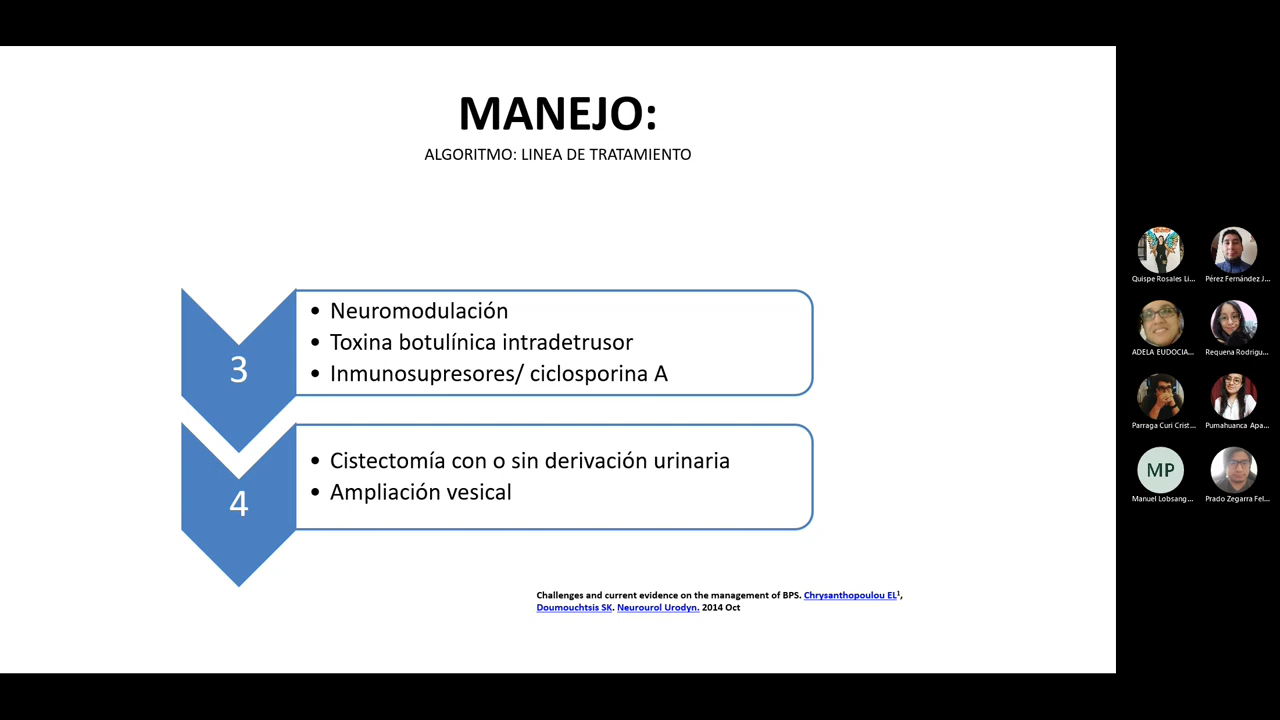 MANEJO:
ALGORITMO: LINEA DE TRATAMIENTO
3
• Neuromodulación
• Toxina botulínica intradetrusor
• Inmunosupresores/ ciclosporina A
4
• Cistectomía con o sin derivación urinaria
• Ampliación vesical
Challenges and current evidence on the management of BPS. Chrysanthopoulou EL¹,
Doumouchtsis SK. Neurourol Urodyn. 2014 Oct
Quispe Rosales Li...
Pérez Fernández J...
ADELA EUDOCIA...
Requena Rodrigu...
Parraga Curi Crist...
Pumahuanca Apa...
MP
Manuel Lobsang...
Prado Zegarra Fel...